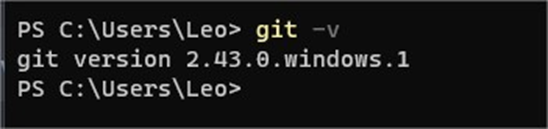 PS C:\Users\Leo> git -v
git version 2.43.0.windows.1
PS C:\Users\Leo>